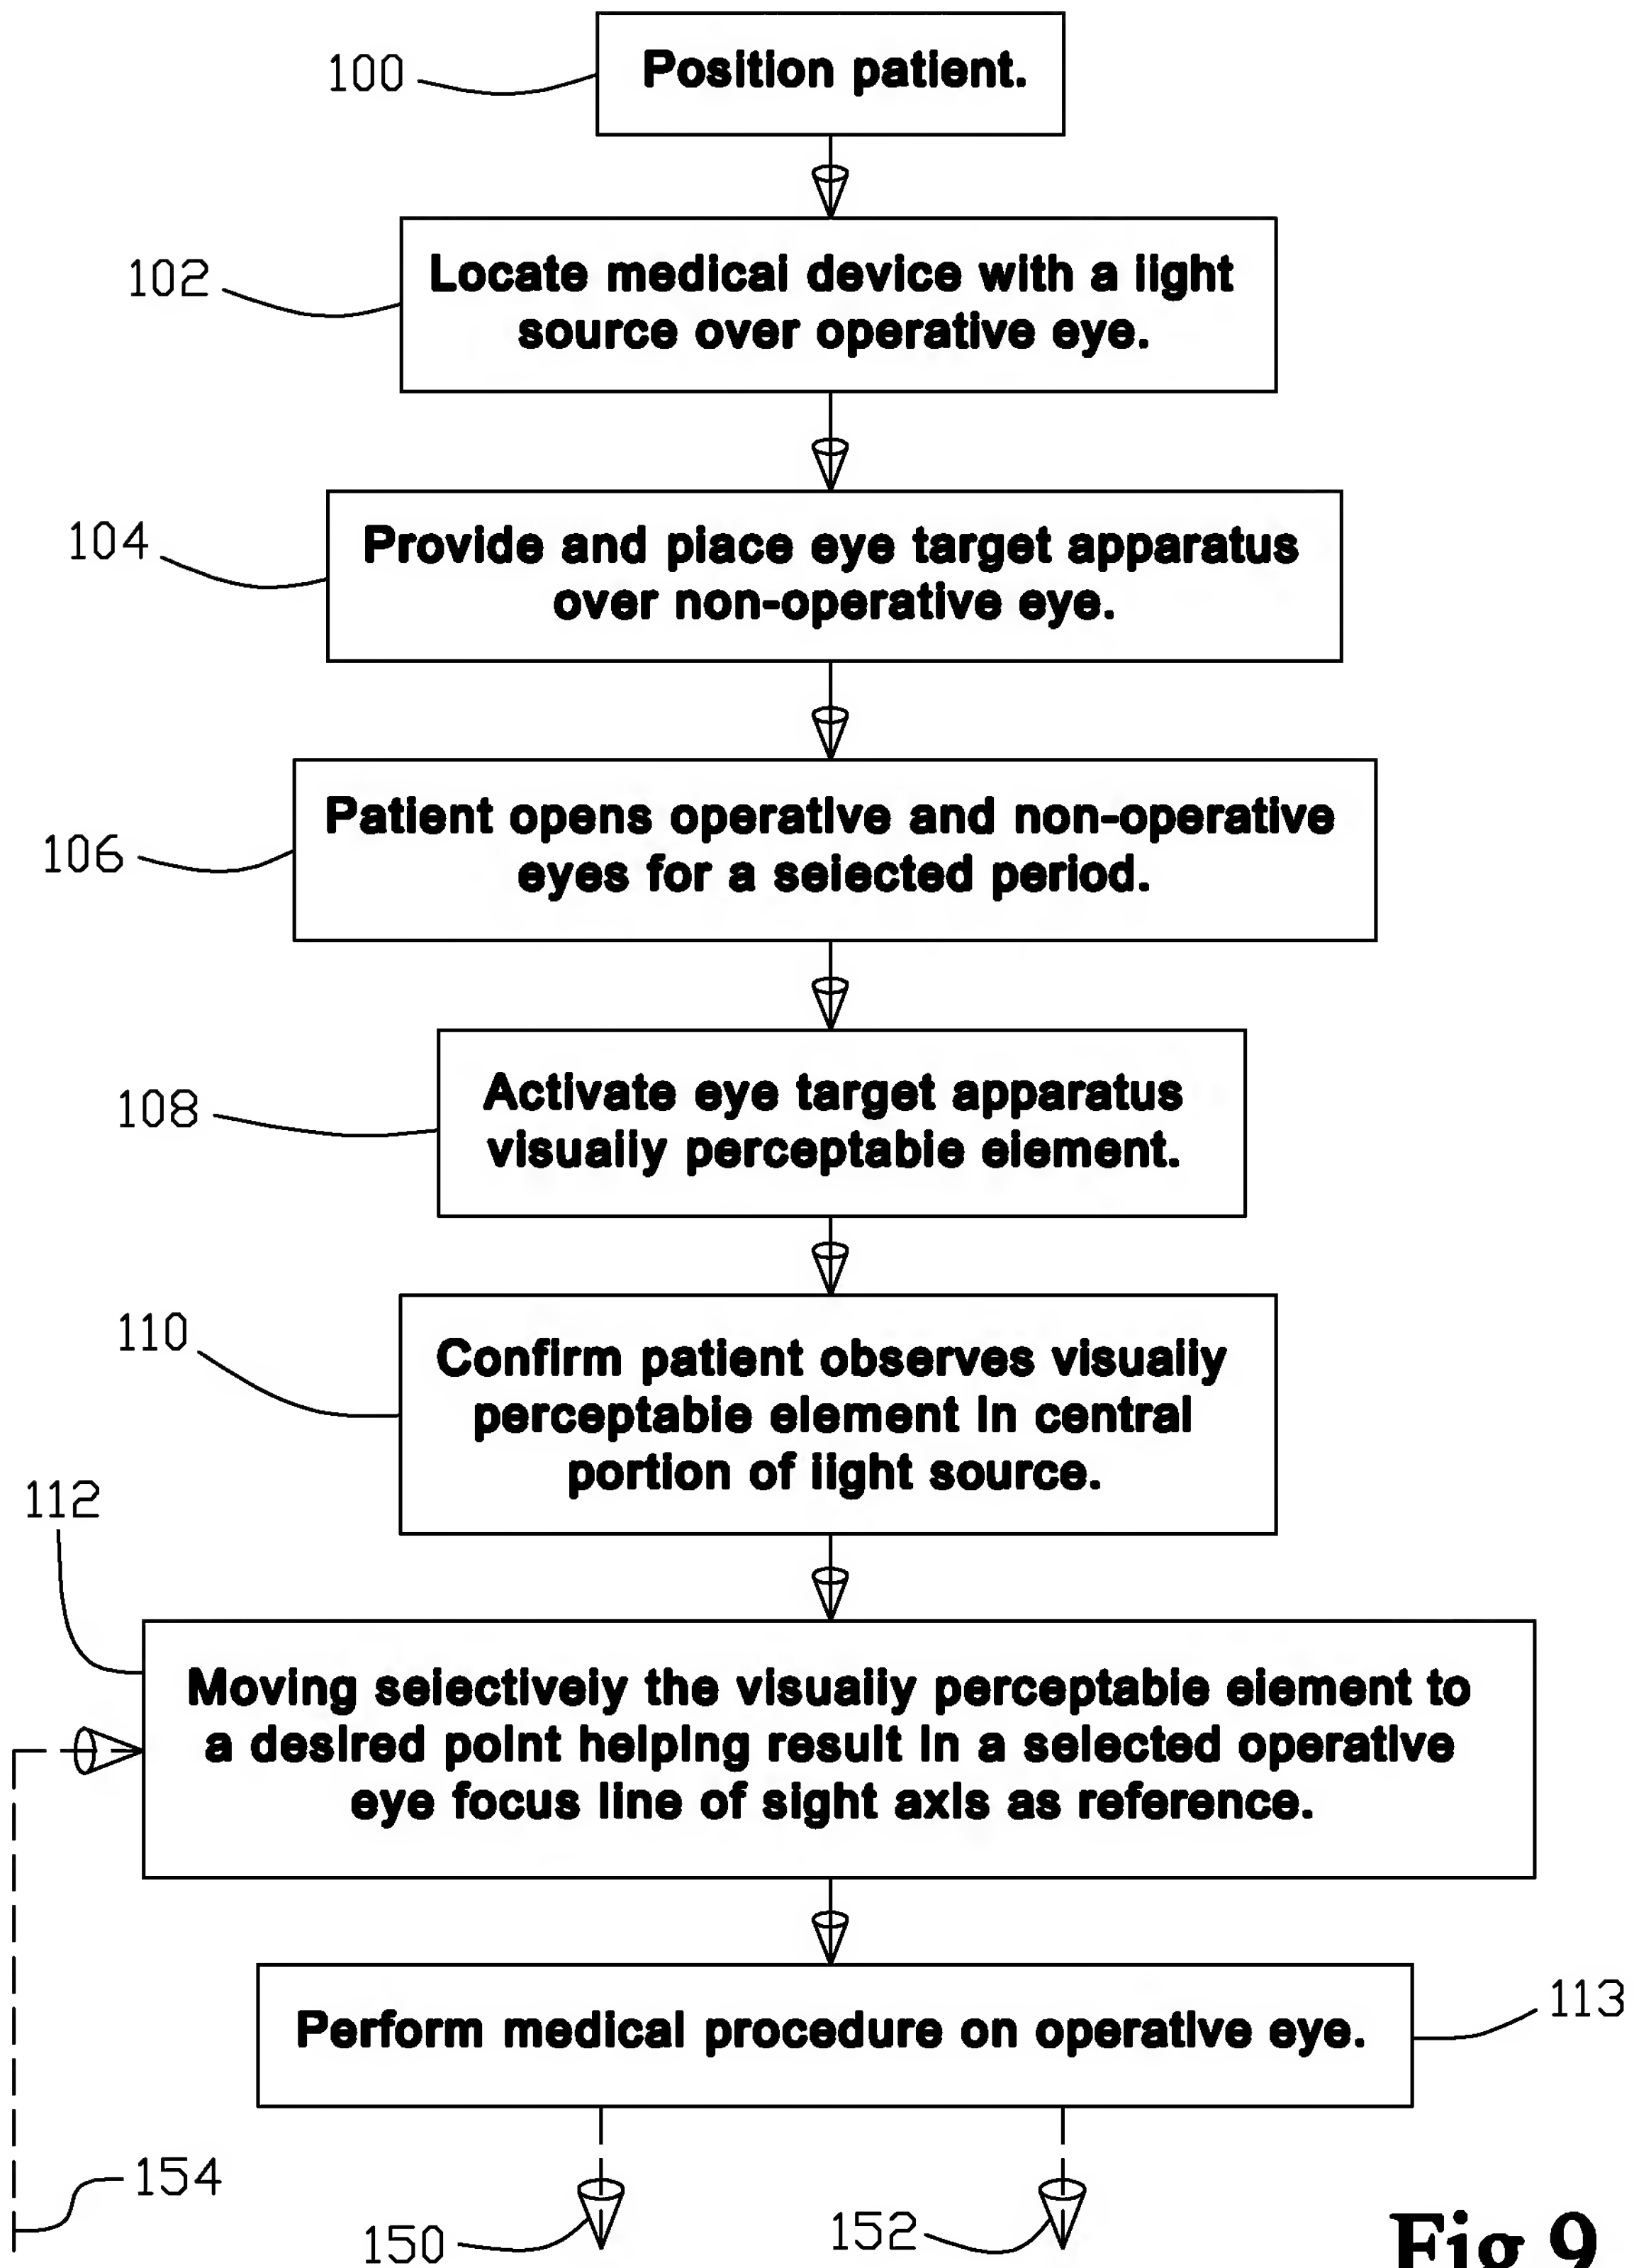 100
Position patient.
102
Locate medical device with a light
source over operative eye.
104
Provide and place eye target apparatus
over non-operative eye.
106
Patient opens operative and non-operative
eyes for a selected period.
108
Activate eye target apparatus
visually perceptable element.
110
Confirm patient observes visually
perceptable element in central
portion of light source.
112
Moving selectively the visually perceptable element to
a desired point helping result in a selected operative
eye focus line of sight axis as reference.
Perform medical procedure on operative eye.
113
154
150
152
Fig 9